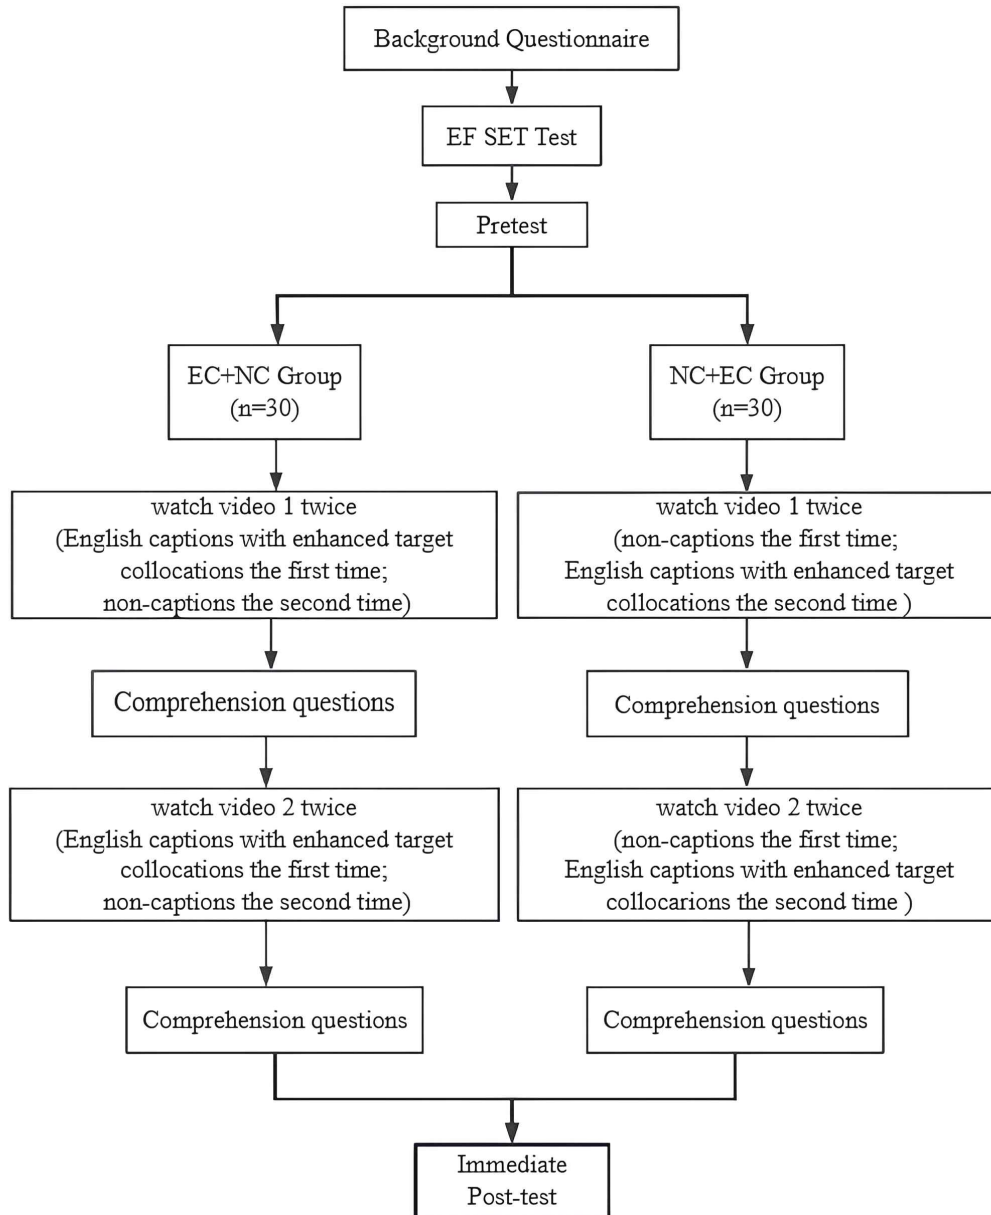 Background Questionnaire
EF SET Test
Pretest
EC+NC Group
(n=30)
NC+EC Group
(n=30)
watch video 1 twice
(English captions with enhanced target
collocations the first time;
non-captions the second time)
watch video 1 twice
(non-captions the first time;
English captions with enhanced target
collocations the second time )
Comprehension questions
Comprehension questions
watch video 2 twice
(English captions with enhanced target
collocations the first time;
non-captions the second time)
watch video 2 twice
(non-captions the first time;
English captions with enhanced target
collocarions the second time )
Comprehension questions
Comprehension questions
Immediate
Post-test